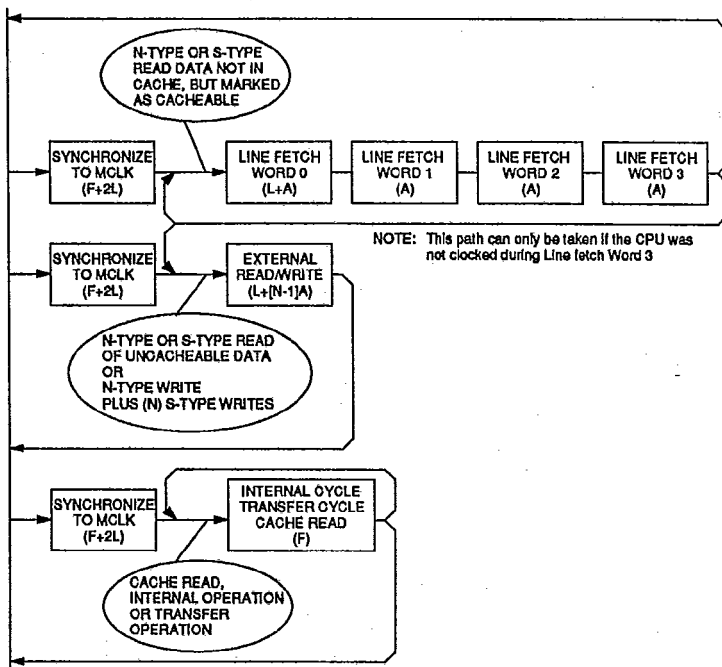 N-TYPE OR S-TYPE
READ DATA NOT IN
CACHE, BUT MARKED
AS CACHEABLE
SYNCHRONIZE
TO MCLK
(F+2L)
LINE FETCH
WORD 0
(L+A)
LINE FETCH
WORD 1
(A)
LINE FETCH
WORD 2
(A)
LINE FETCH
WORD 3
(A)
NOTE: This path can only be taken if the CPU was
not clocked during Line fetch Word 3
SYNCHRONIZE
TO MCLK
(F+2L)
EXTERNAL
READ/WRITE
(L+[N-1]A)
N-TYPE OR S-TYPE READ
OF UNCACHEABLE DATA
OR
N-TYPE WRITE
PLUS (N) S-TYPE WRITES
SYNCHRONIZE
TO MCLK
(F+2L)
INTERNAL CYCLE
TRANSFER CYCLE
CACHE READ
(F)
CACHE READ,
INTERNAL OPERATION
OR TRANSFER
OPERATION